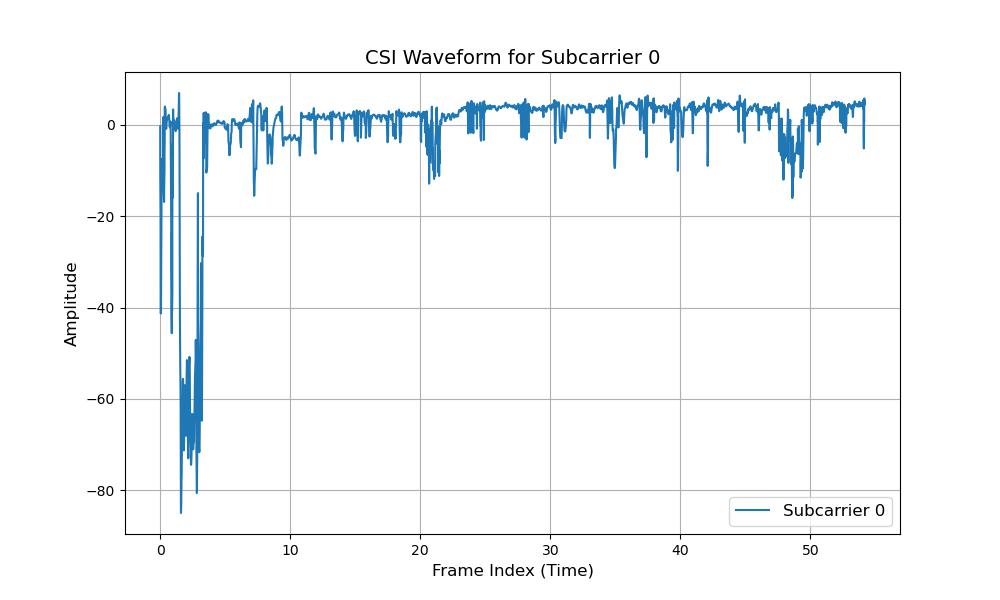 CSI Waveform for Subcarrier 0
Amplitude
0
−20
−40
−60
−80
Subcarrier 0
0 10 20 30 40 50
Frame Index (Time)